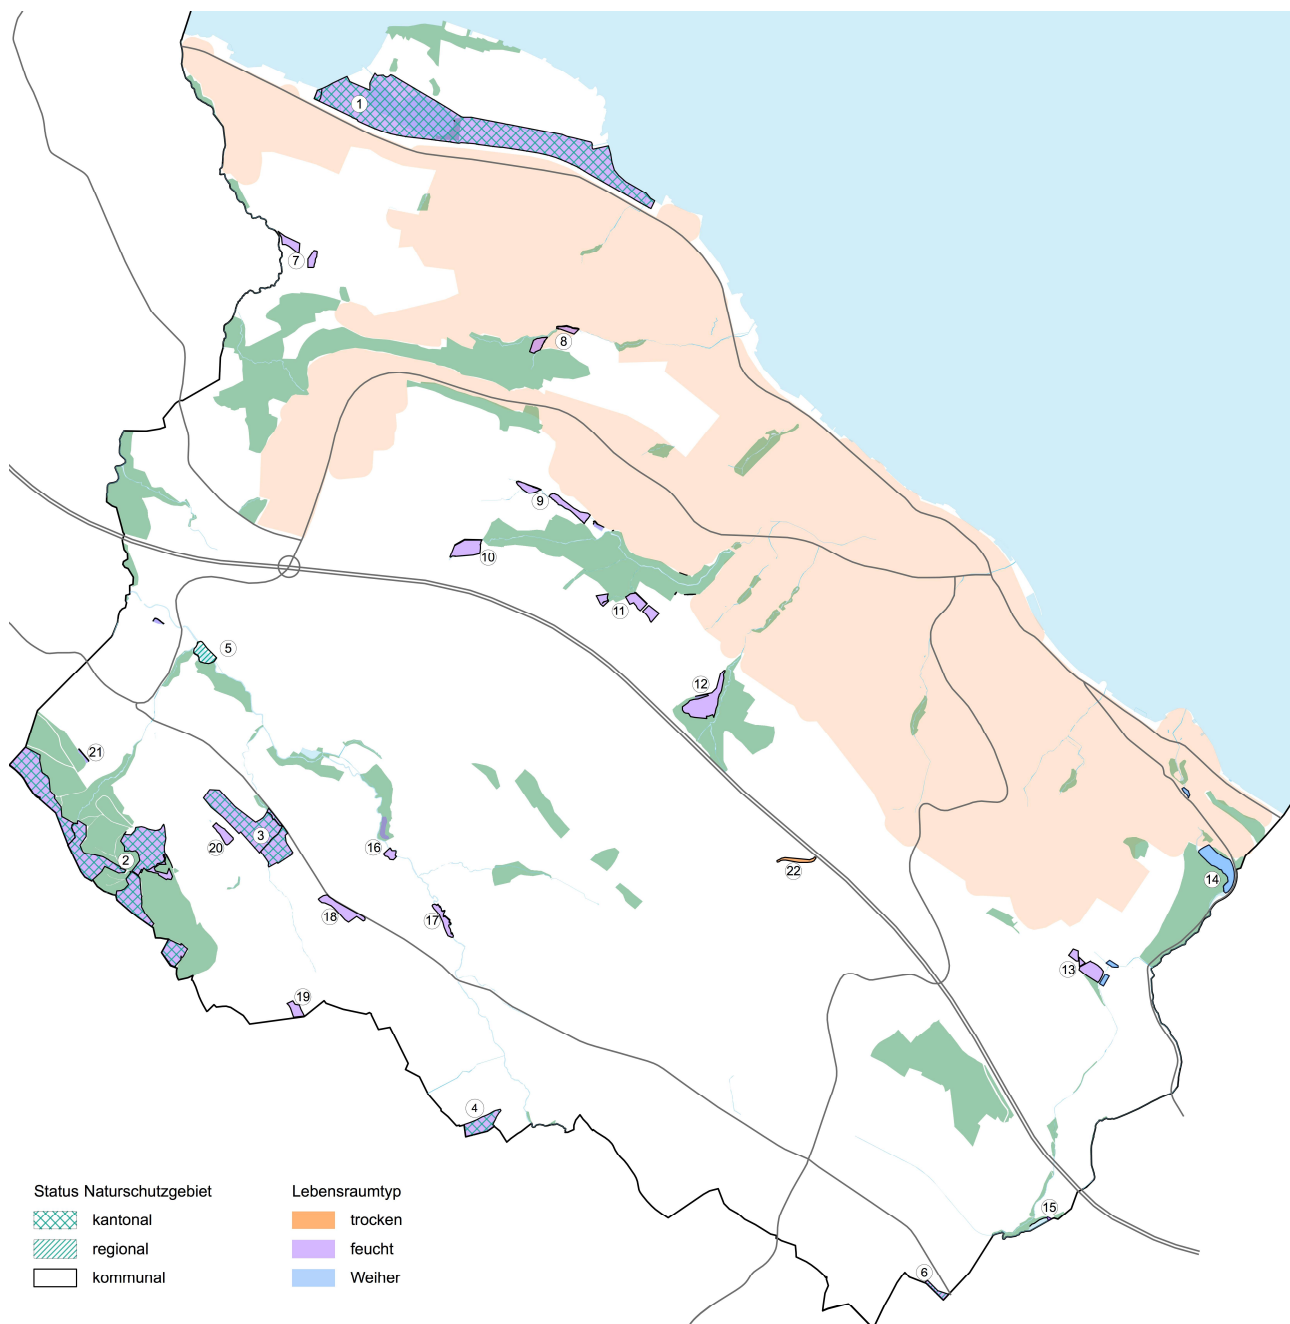 1
7
8
9
10
11
5
12
21
3
20
2
16
22
14
17
18
13
19
4
15
6
Status Naturschutzgebiet
kantonal
regional
kommunal
Lebensraumtyp
trocken
feucht
Weiher